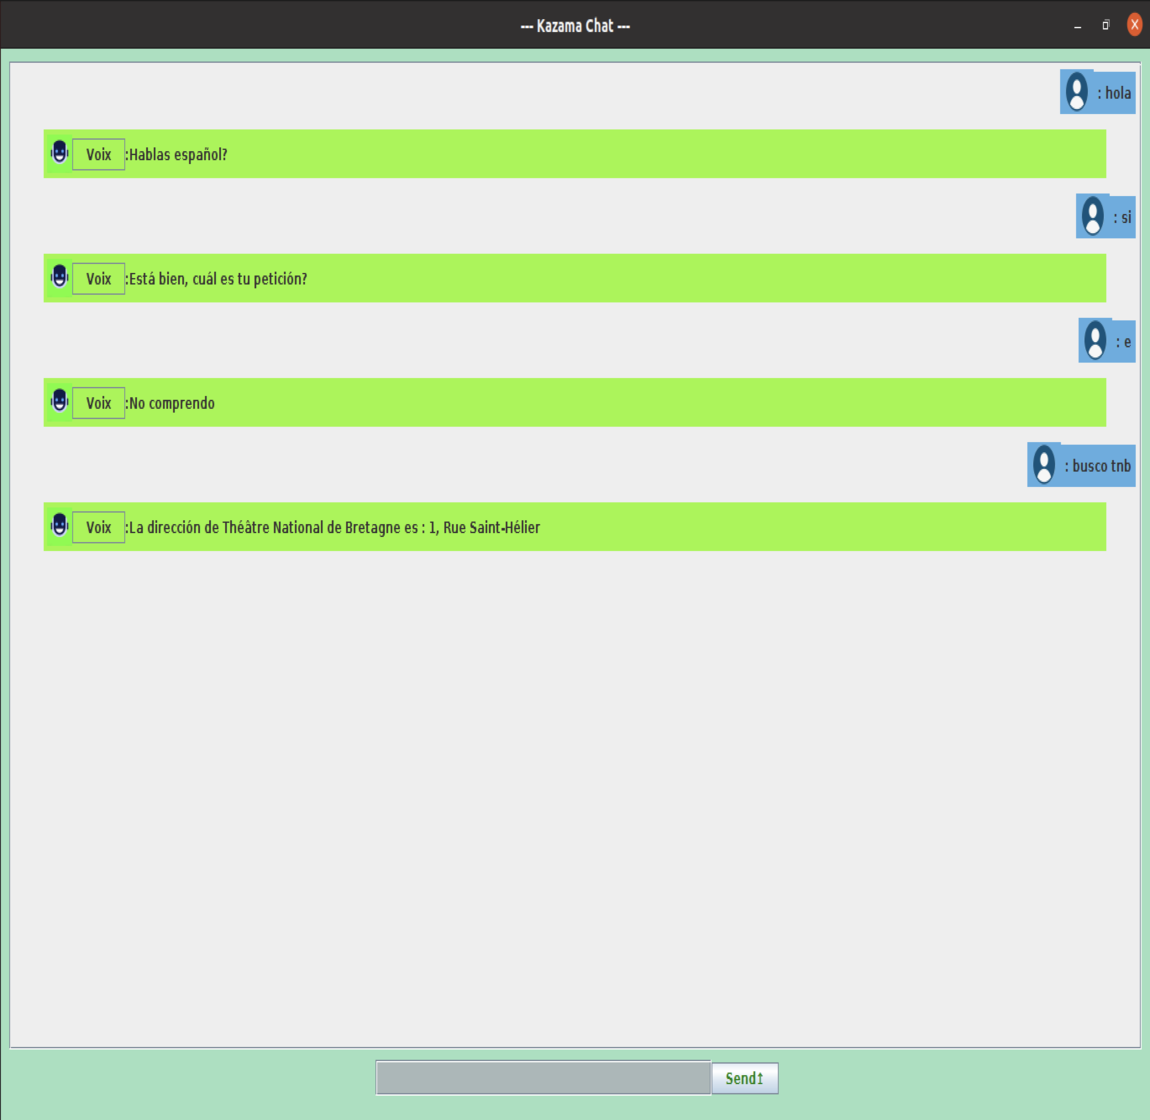 --- Kazama Chat ---
: hola
Voix :Hablas español?
: si
Voix :Está bien, cuál es tu petición?
: e
Voix :No comprendo
: busco tnb
Voix :La dirección de Théâtre National de Bretagne es : 1, Rue Saint-Hélier
Send↑